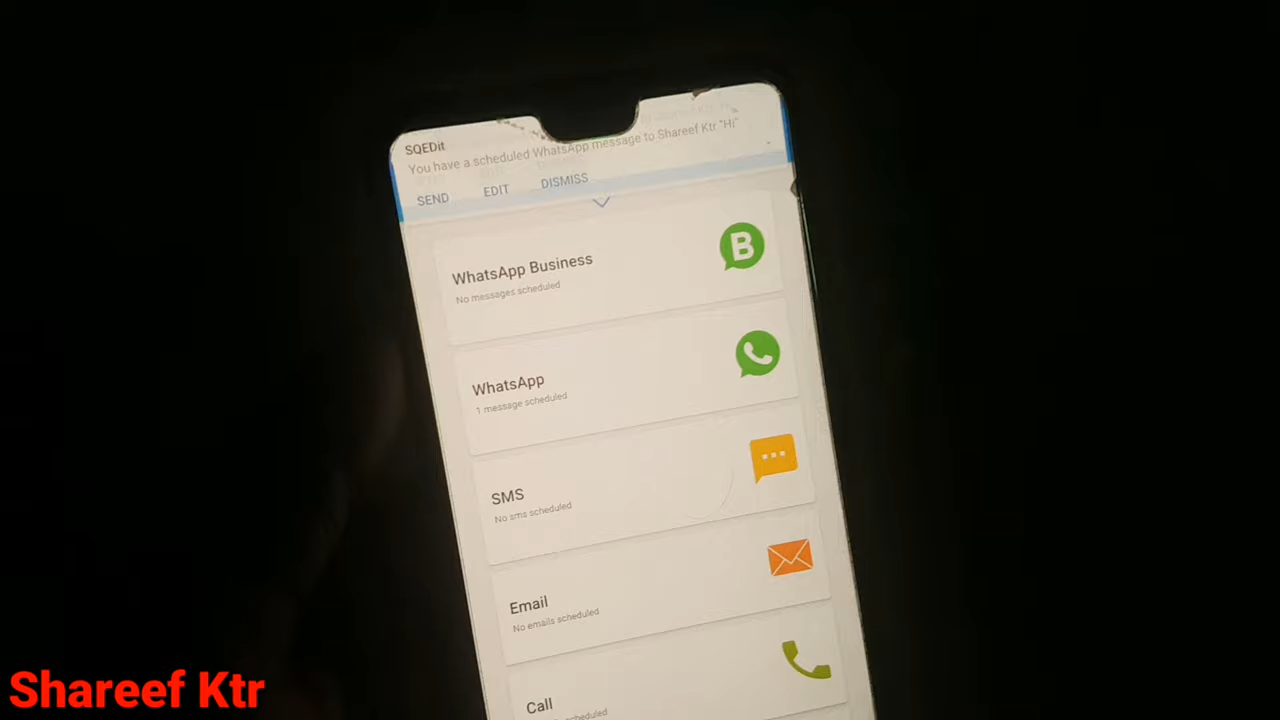 SQEDit
You have a scheduled WhatsApp message to Shareef Ktr "Hi"
SEND EDIT DISMISS
WhatsApp Business
No messages scheduled
WhatsApp
1 message scheduled
SMS
No sms scheduled
Email
No emails scheduled
Call
scheduled
Shareef Ktr